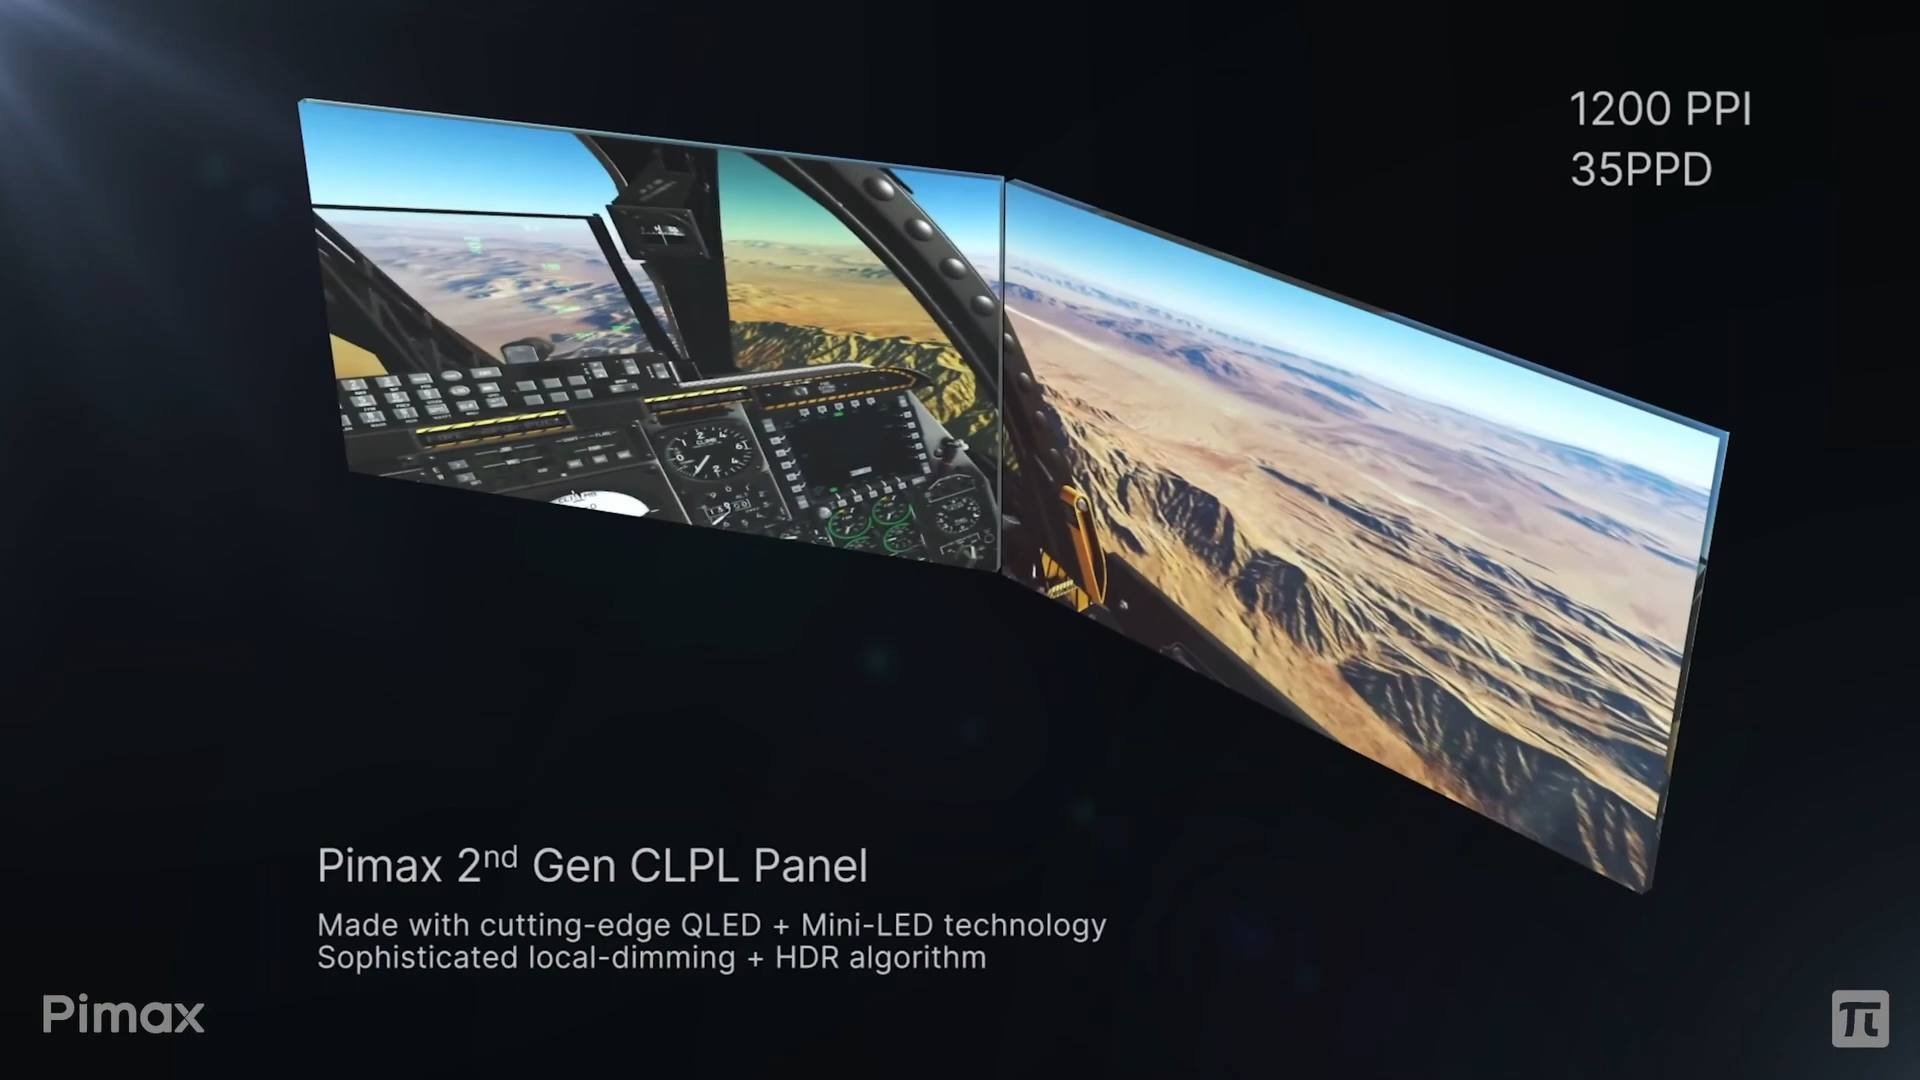 1200 PPI
35PPD
Pimax 2nd Gen CLPL Panel
Made with cutting-edge QLED + Mini-LED technology
Sophisticated local-dimming + HDR algorithm
Pimax